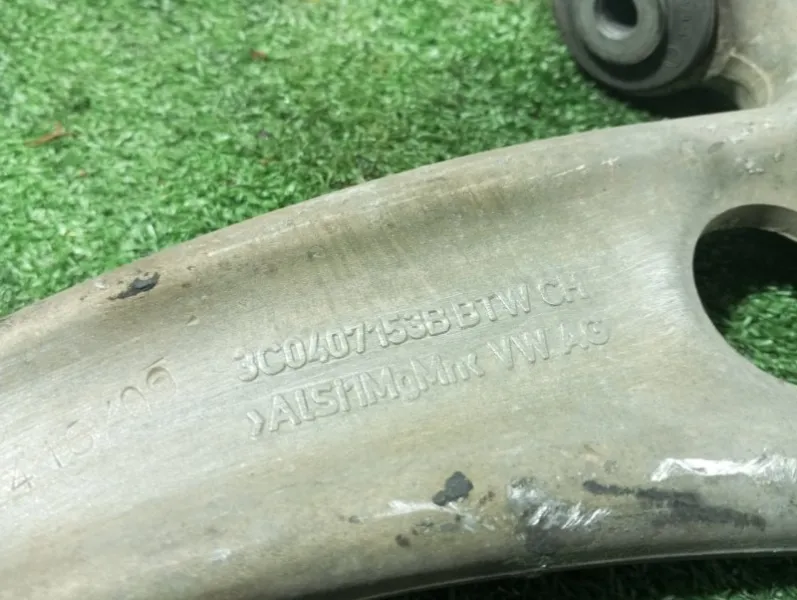 3C0407153B BTW CH
>AlSi1MgMn< VW AG